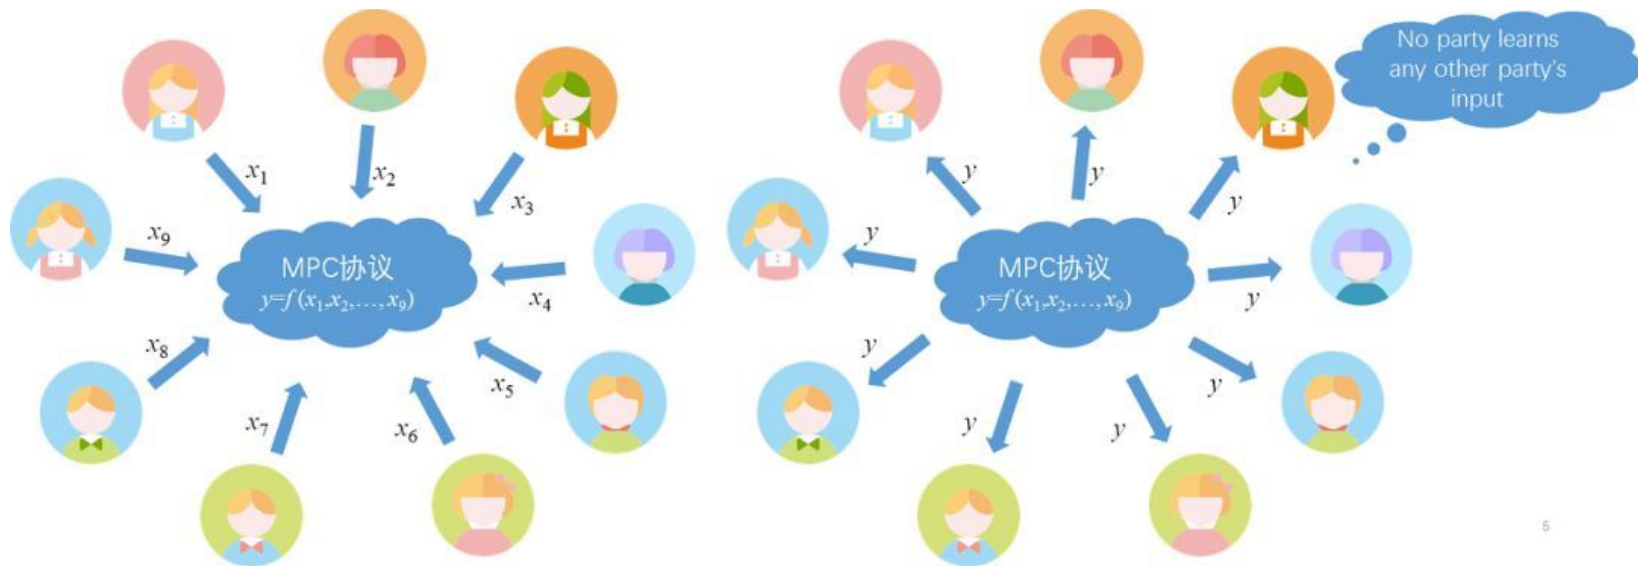 x₁
x₂
x₃
x₄
x₅
x₆
x₇
x₈
x₉
MPC协议
y=f(x₁,x₂,…,x₉)
No party learns
any other party's
input
y
y
y
y
y
y
y
y
y
MPC协议
y=f(x₁,x₂,…,x₉)
5